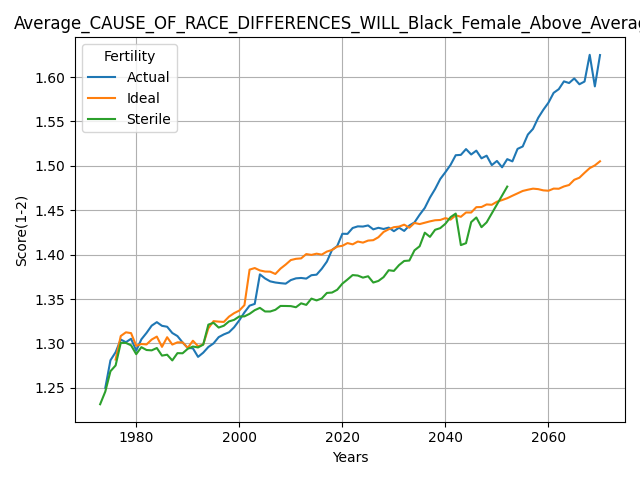 Average_CAUSE_OF_RACE_DIFFERENCES_WILL_Black_Female_Above_Averag
Fertility
Actual
Ideal
Sterile
1.60
1.55
1.50
1.45
1.40
1.35
1.30
1.25
Score(1-2)
1980
2000
2020
2040
2060
Years